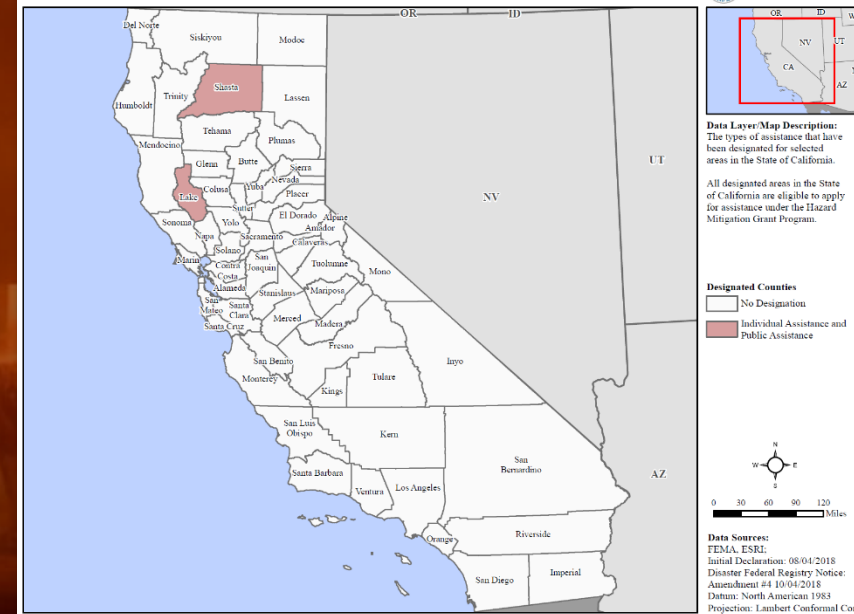 OR
ID
Del Norte
Siskiyou
Modoc
Shasta
Trinity
Humboldt
Lassen
Tehama
Plumas
Mendocino
Glenn
Butte
Sierra
Nevada
Lake
Colusa
Yuba
Placer
Sutter
El Dorado
Alpine
Sonoma
Yolo
Amador
Napa
Sacramento
Calaveras
Solano
Marin
Contra
Costa
San
Joaquin
Tuolumne
Mono
Alameda
San
Mateo
Santa
Clara
Stanislaus
Mariposa
Santa Cruz
Merced
Madera
Fresno
San Benito
Inyo
Monterey
Kings
Tulare
San Luis
Obispo
Kern
San
Bernardino
Santa Barbara
Ventura
Los Angeles
Orange
Riverside
San Diego
Imperial
NV
UT
AZ
OR
ID
NV
UT
CA
AZ
Data Layer/Map Description:
The types of assistance that have
been designated for selected
areas in the State of California.
All designated areas in the State
of California are eligible to apply
for assistance under the Hazard
Mitigation Grant Program.
Designated Counties
No Designation
Individual Assistance and
Public Assistance
N
W
E
S
0 30 60 90 120
Miles
Data Sources:
FEMA, ESRI;
Initial Declaration: 08/04/2018
Disaster Federal Registry Notice:
Amendment #4 10/04/2018
Datum: North American 1983
Projection: Lambert Conformal Co